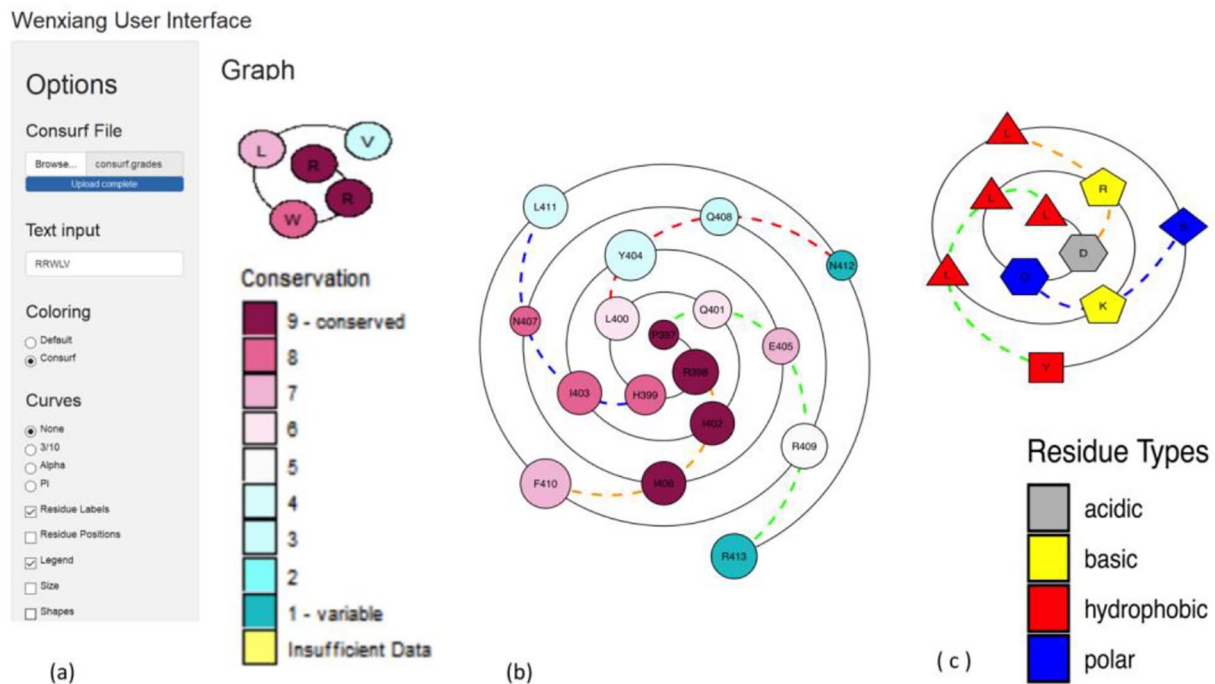 Wenxiang User Interface
Options
Consurf File
Browse... consurf.grades
Upload complete
Text input
RRWLV
Coloring
Default
Consurf
Curves
None
3/10
Alpha
PI
Residue Labels
Residue Positions
Legend
Size
Shapes
(a)
Graph
L
V
R
R
W
Conservation
9 - conserved
8
7
6
5
4
3
2
1 - variable
Insufficient Data
L411
Q408
Y404
N412
L400
Q401
N407
P397
E405
R398
I403
H399
I402
R409
F410
I406
R413
(b)
L
R
L
L
D
L
K
Y
Residue Types
acidic
basic
hydrophobic
polar
( c )